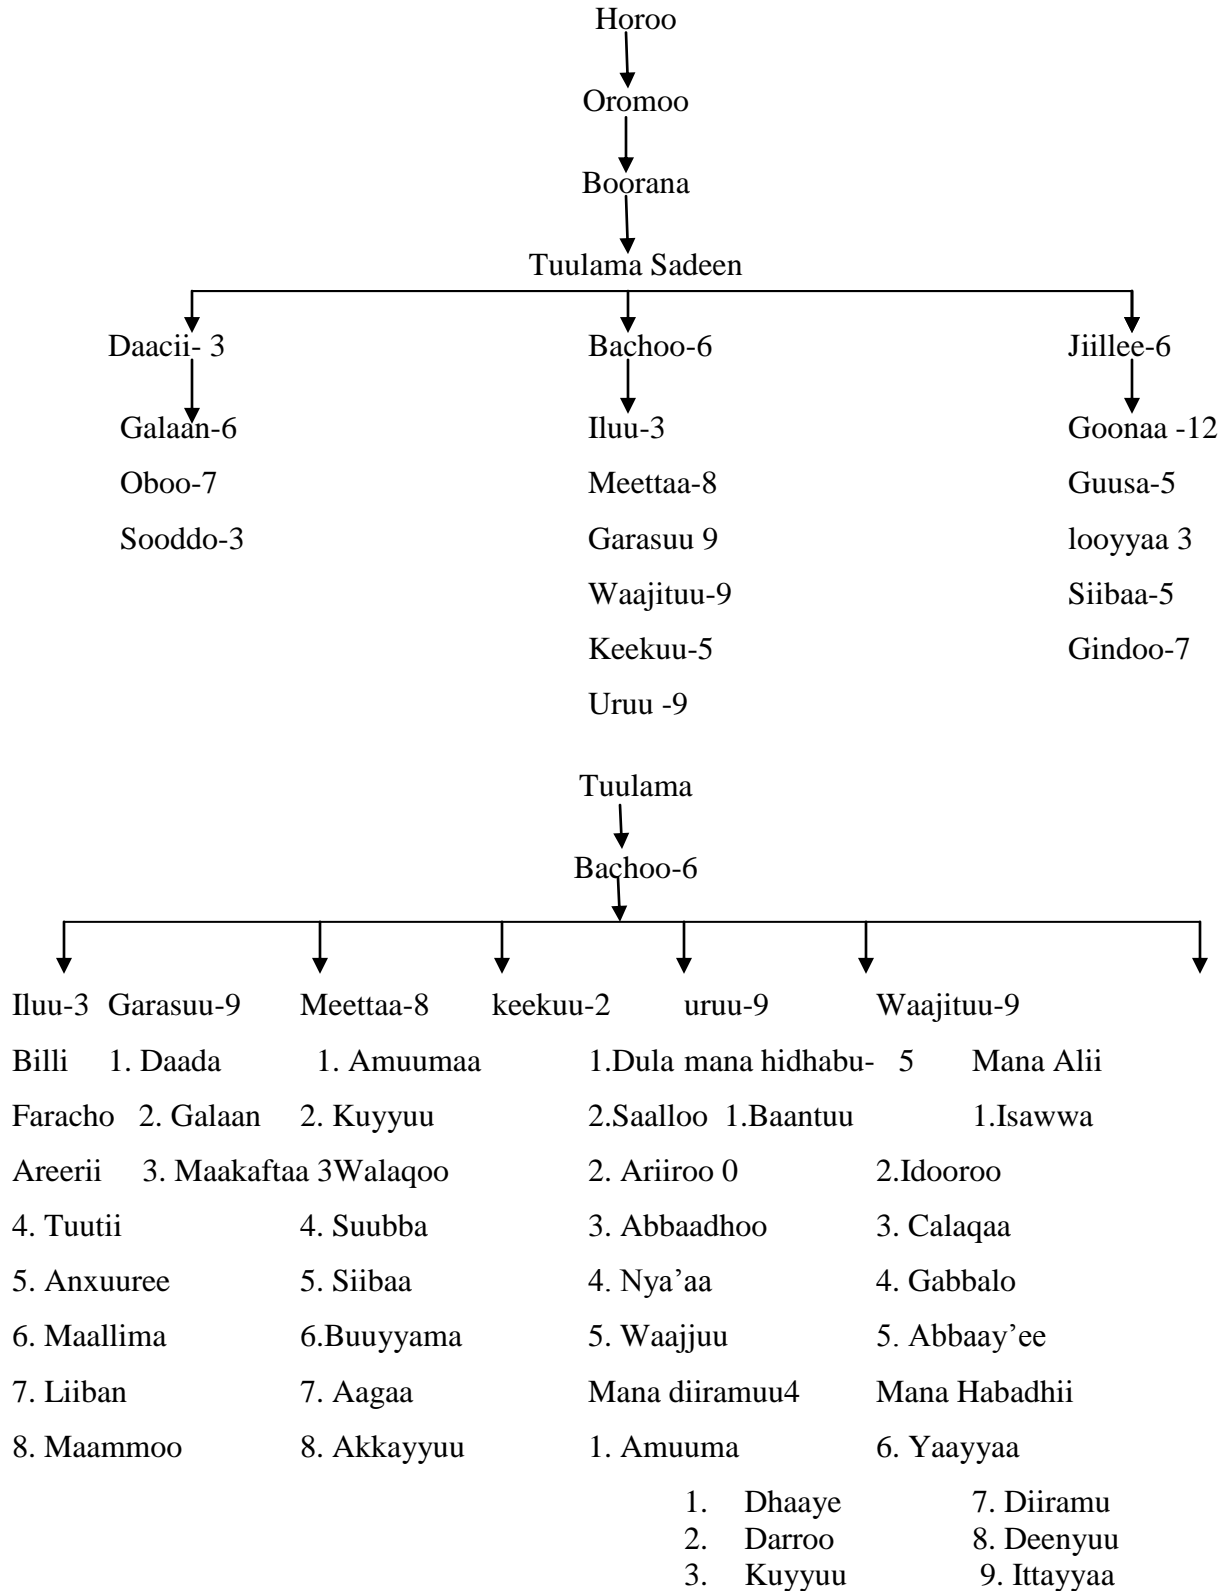 Horoo
Oromoo
Boorana
Tuulama Sadeen
Daacii- 3 Bachoo-6 Jiillee-6
Galaan-6 Iluu-3 Goonaa -12
Oboo-7 Meettaa-8 Guusa-5
Sooddo-3 Garasuu 9 looyyaa 3
Waajituu-9 Siibaa-5
Keekuu-5 Gindoo-7
Uruu -9
Tuulama
Bachoo-6
Iluu-3 Garasuu-9 Meettaa-8 keekuu-2 uruu-9 Waajituu-9
Billi 1. Daada 1. Amuumaa 1.Dula mana hidhabu- 5 Mana Alii
Faracho 2. Galaan 2. Kuyyuu 2.Saalloo 1.Baantuu 1.Isawwa
Areerii 3. Maakaftaa 3Walaqoo 2. Ariiroo 0 2.Idooroo
4. Tuutii 4. Suubba 3. Abbaadhoo 3. Calaqaa
5. Anxuuree 5. Siibaa 4. Nya’aa 4. Gabbalo
6. Maallima 6.Buuyyama 5. Waajjuu 5. Abbaay’ee
7. Liiban 7. Aagaa Mana diiramuu4 Mana Habadhii
8. Maammoo 8. Akkayyuu 1. Amuuma 6. Yaayyaa
1. Dhaaye 7. Diiramu
2. Darroo 8. Deenyuu
3. Kuyyuu 9. Ittayyaa